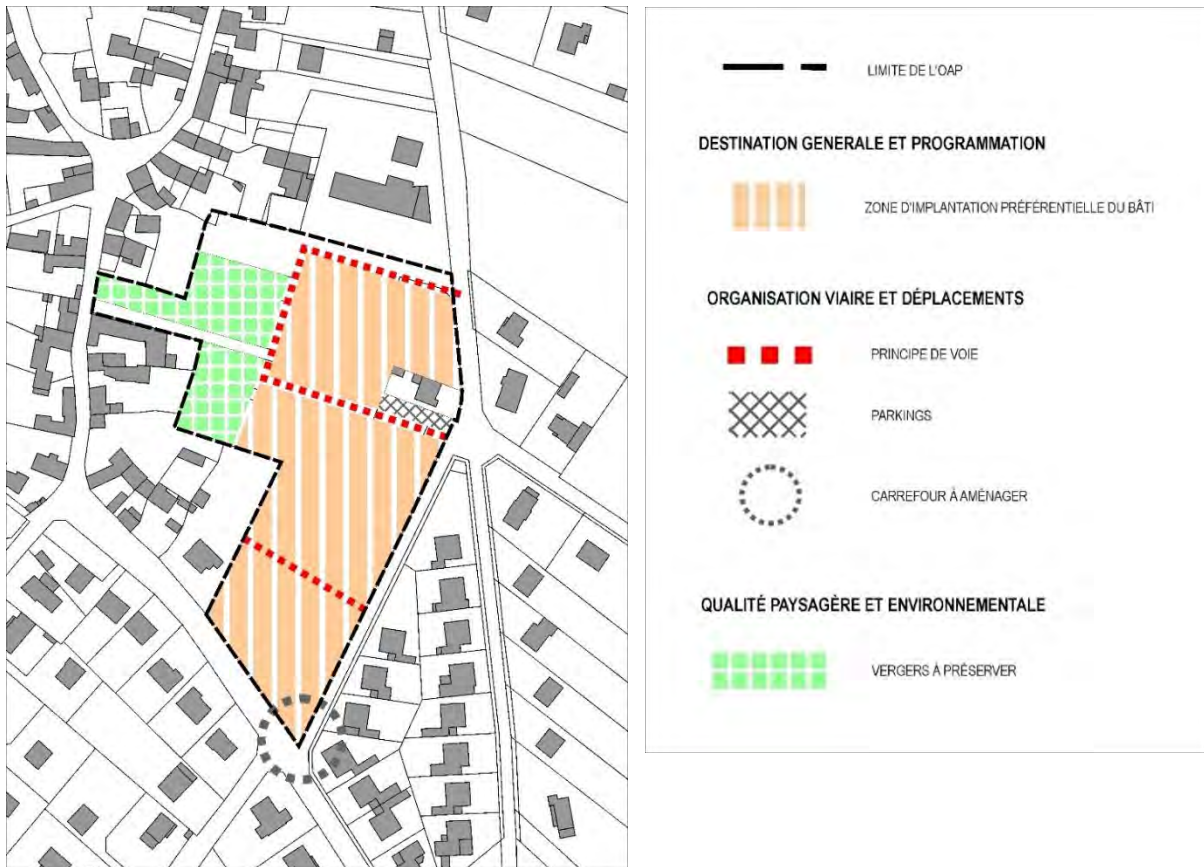 LIMITE DE L'OAP
DESTINATION GENERALE ET PROGRAMMATION
ZONE D'IMPLANTATION PRÉFÉRENTIELLE DU BÂTI
ORGANISATION VIAIRE ET DÉPLACEMENTS
PRINCIPE DE VOIE
PARKINGS
CARREFOUR À AMÉNAGER
QUALITÉ PAYSAGÈRE ET ENVIRONNEMENTALE
VERGERS À PRÉSERVER